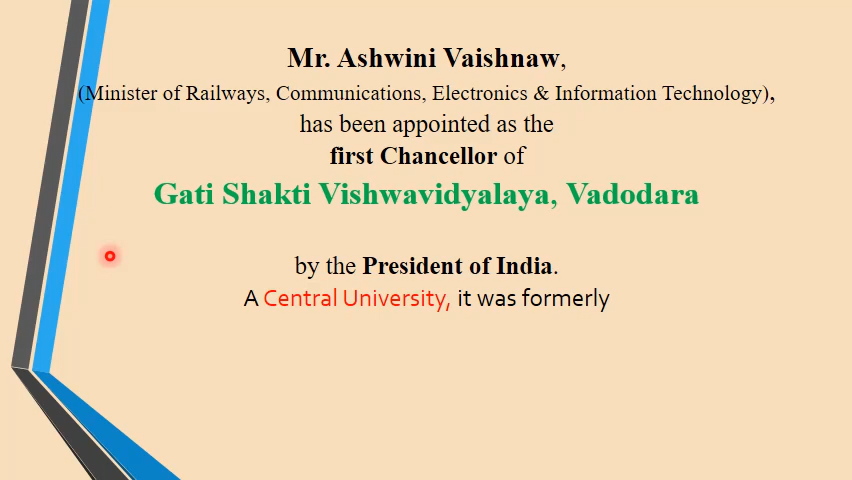 Mr. Ashwini Vaishnaw,
(Minister of Railways, Communications, Electronics & Information Technology),
has been appointed as the
first Chancellor of
Gati Shakti Vishwavidyalaya, Vadodara
by the President of India.
A Central University, it was formerly